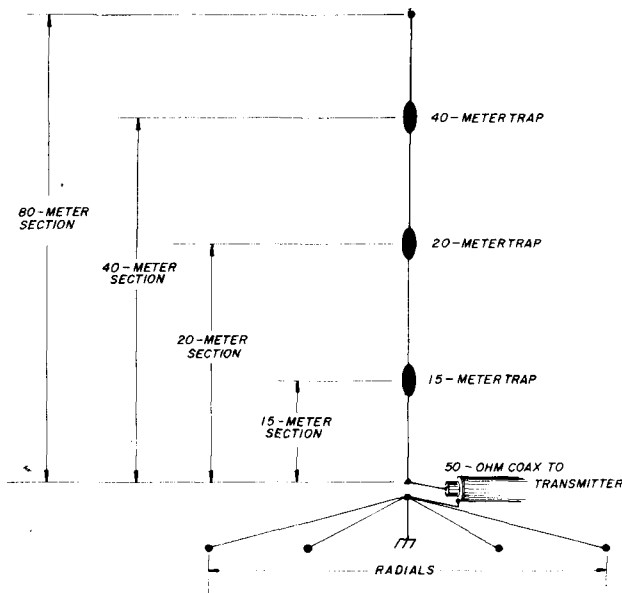 40-METER TRAP
80-METER
SECTION
20-METER TRAP
40-METER
SECTION
20-METER
SECTION
15-METER TRAP
15-METER
SECTION
50-OHM COAX TO
TRANSMITTER
RADIALS